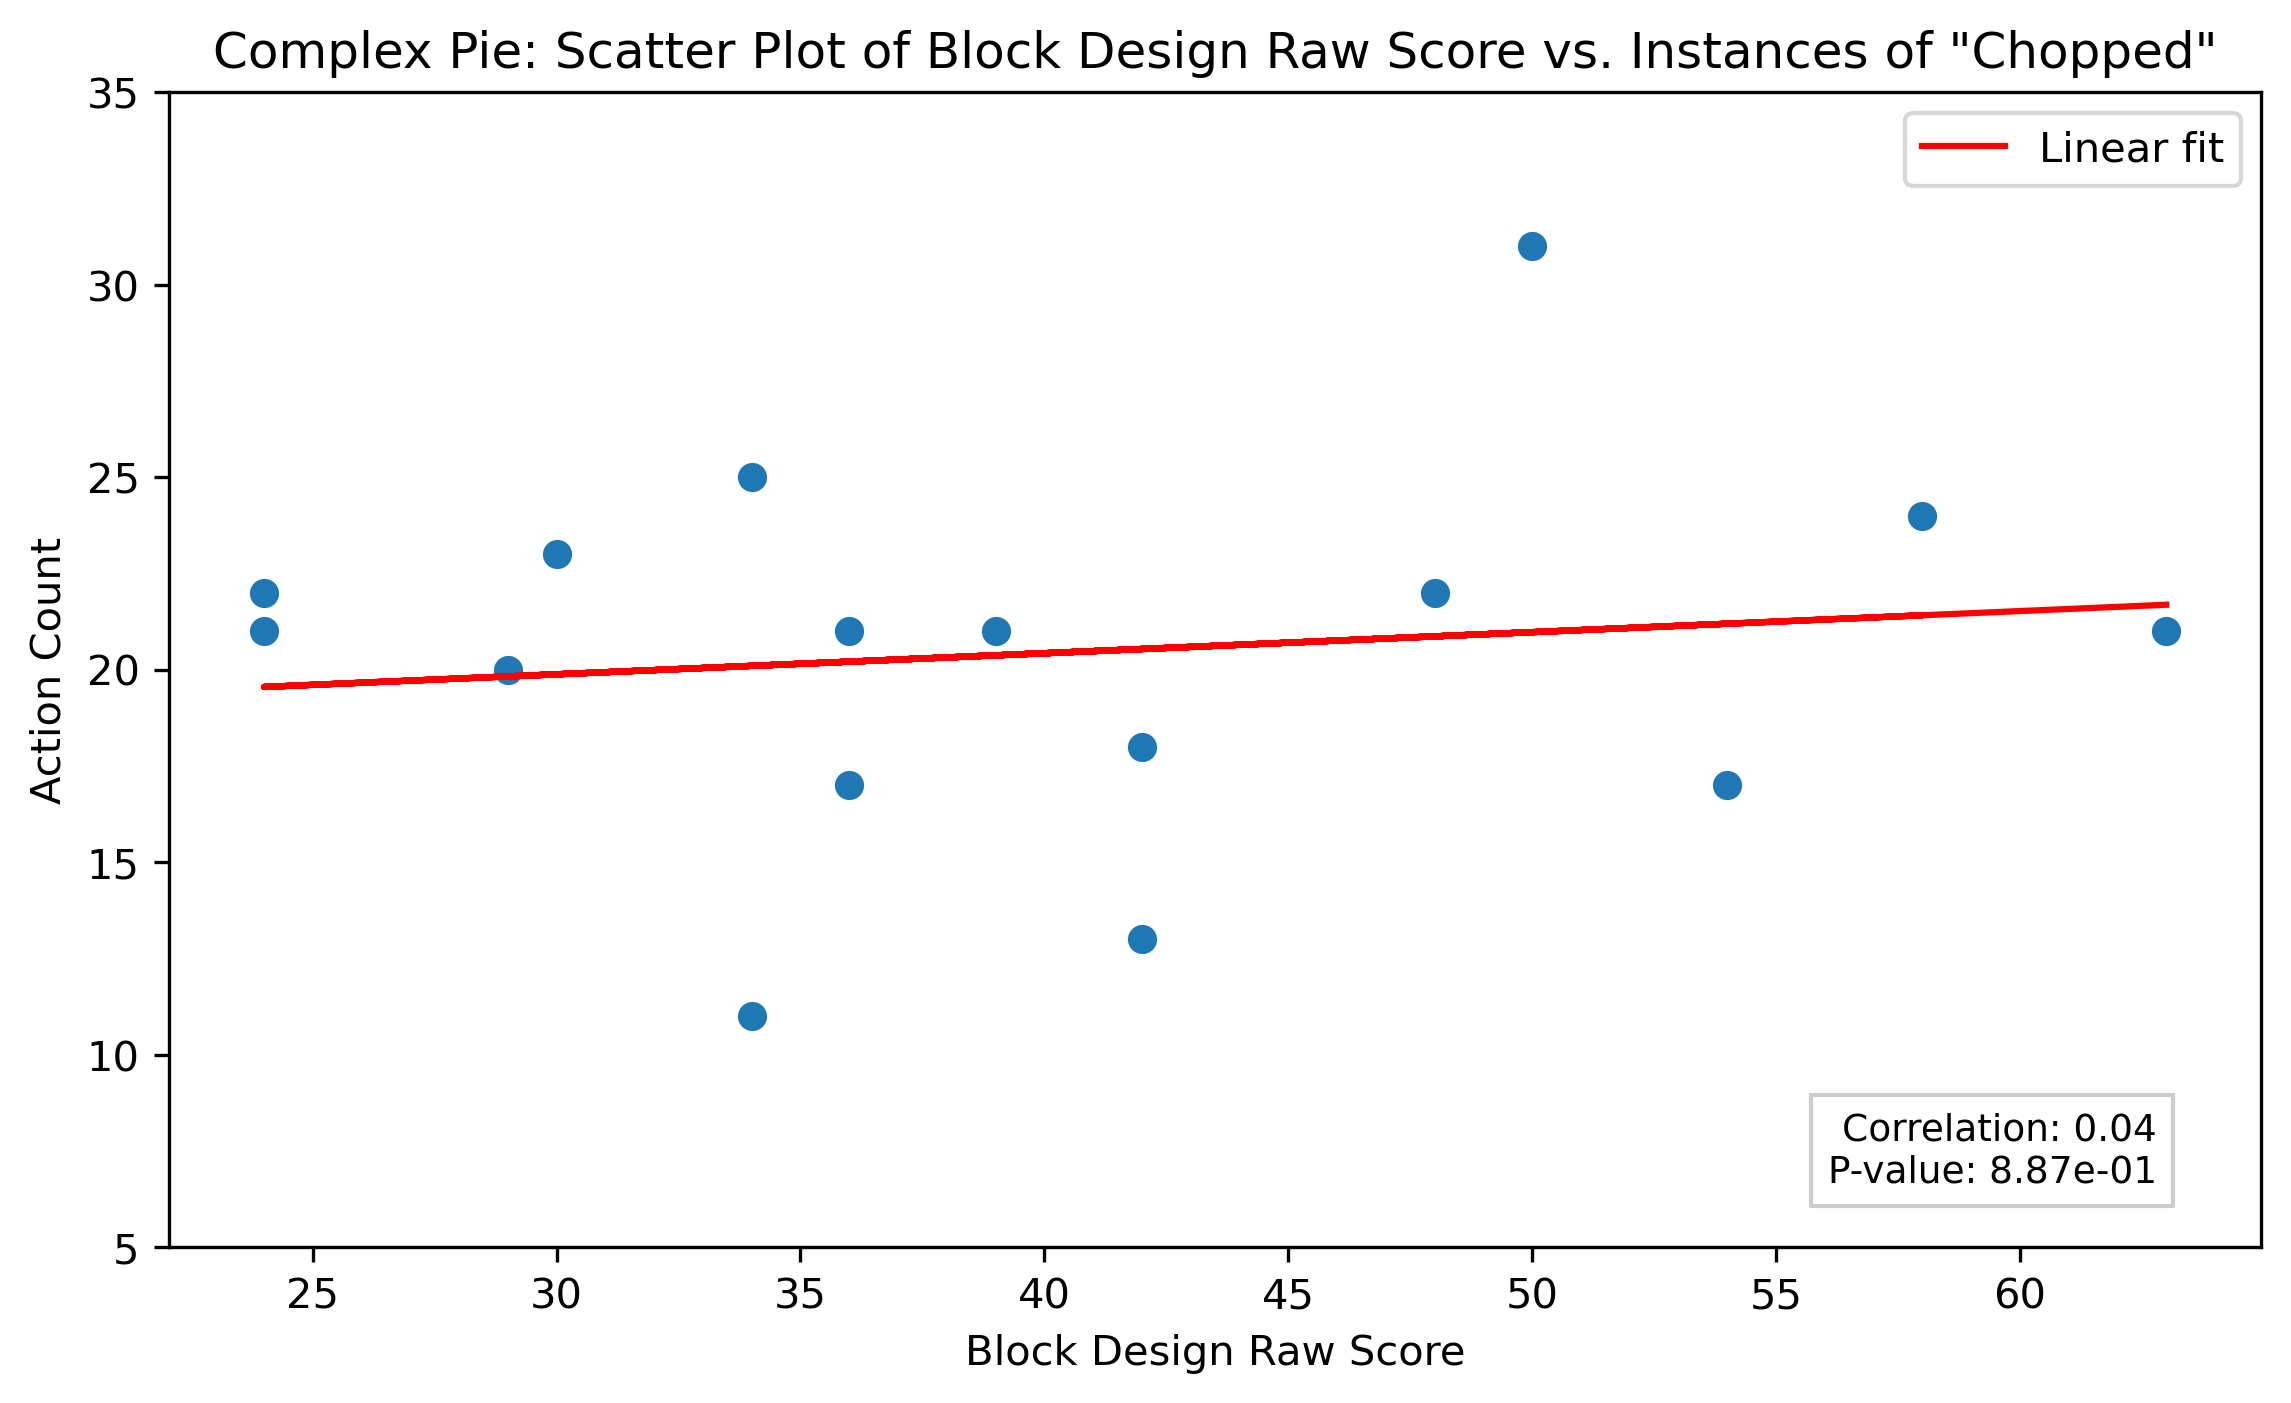 Complex Pie: Scatter Plot of Block Design Raw Score vs. Instances of "Chopped"
35
30
25
20
15
10
5
Action Count
Linear fit
Correlation: 0.04
P-value: 8.87e-01
25 30 35 40 45 50 55 60
Block Design Raw Score